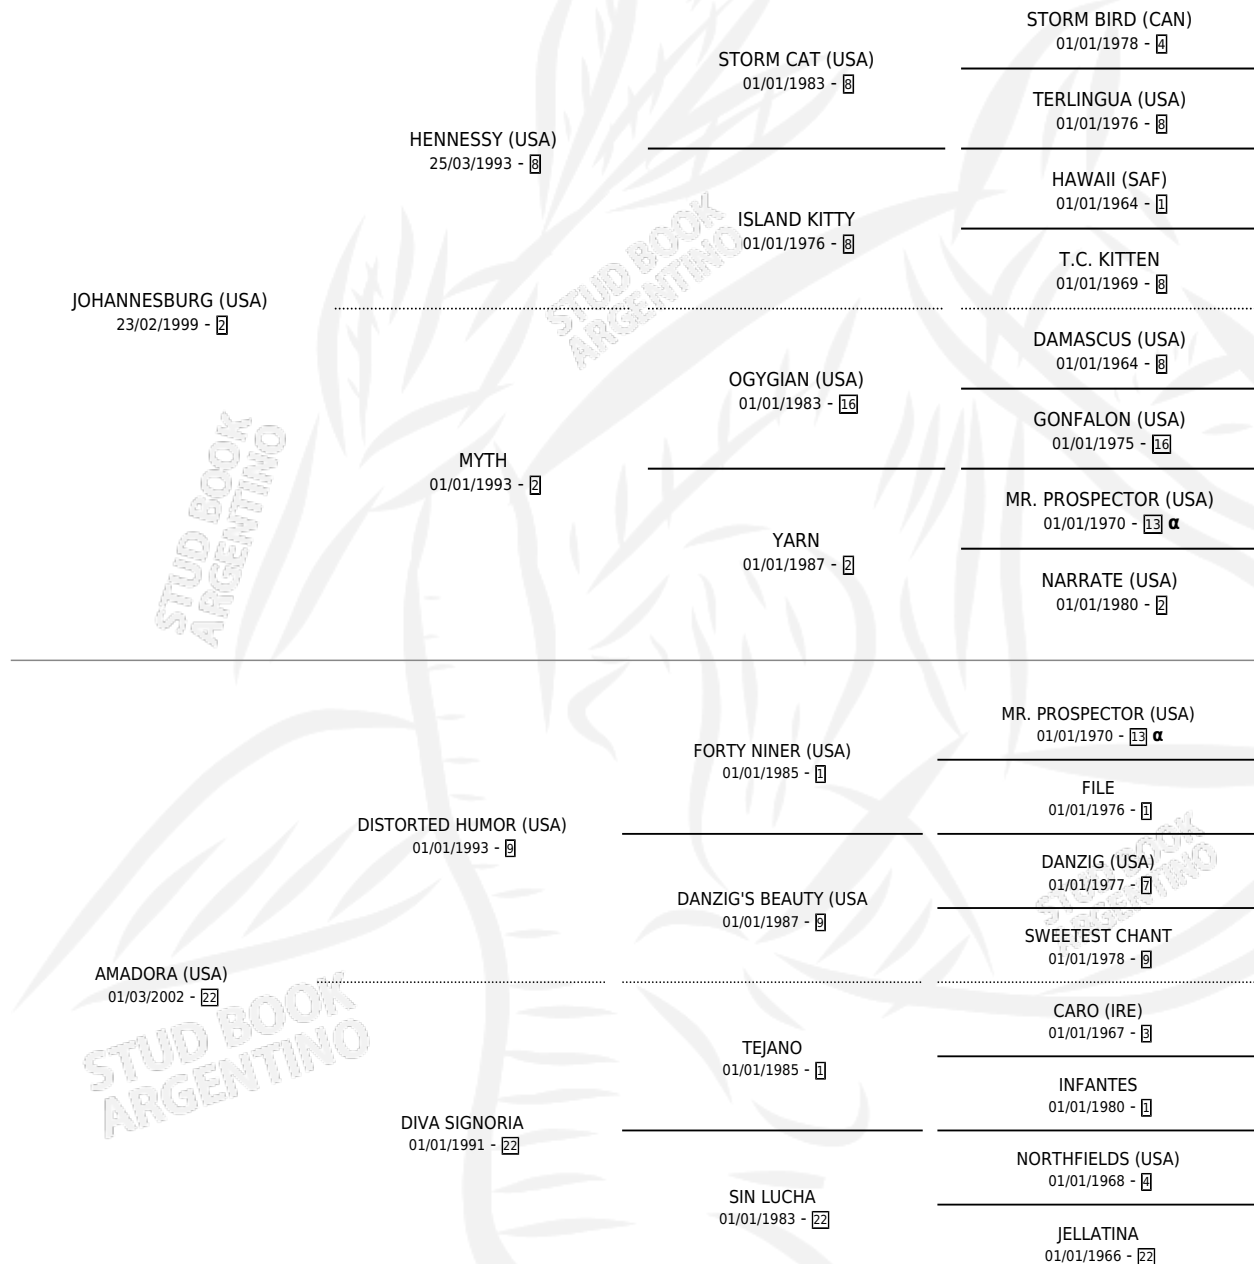 STORM BIRD (CAN)
01/01/1978 - 4
STORM CAT (USA)
01/01/1983 - 8
TERLINGUA (USA)
01/01/1976 - 8
HENNESSY (USA)
25/03/1993 - 8
HAWAII (SAF)
01/01/1964 - 1
ISLAND KITTY
01/01/1976 - 8
T.C. KITTEN
01/01/1969 - 8
STUD BOOK
ARGENTINO
JOHANNESBURG (USA)
23/02/1999 - 2
DAMASCUS (USA)
01/01/1964 - 8
OGYGIAN (USA)
01/01/1983 - 16
GONFALON (USA)
01/01/1975 - 16
MYTH
01/01/1993 - 2
MR. PROSPECTOR (USA)
01/01/1970 - 13 α
YARN
01/01/1987 - 2
NARRATE (USA)
01/01/1980 - 2
STUD BOOK
ARGENTINO
MR. PROSPECTOR (USA)
01/01/1970 - 13 α
FORTY NINER (USA)
01/01/1985 - 1
FILE
01/01/1976 - 1
DISTORTED HUMOR (USA)
01/01/1993 - 9
DANZIG (USA)
01/01/1977 - 7
DANZIG'S BEAUTY (USA
01/01/1987 - 9
SWEETEST CHANT
01/01/1978 - 9
STUD BOOK
ARGENTINO
AMADORA (USA)
01/03/2002 - 22
CARO (IRE)
01/01/1967 - 3
TEJANO
01/01/1985 - 1
INFANTES
01/01/1980 - 1
DIVA SIGNORIA
01/01/1991 - 22
NORTHFIELDS (USA)
01/01/1968 - 4
SIN LUCHA
01/01/1983 - 22
JELLATINA
01/01/1966 - 22
STUD BOOK
ARGENTINO